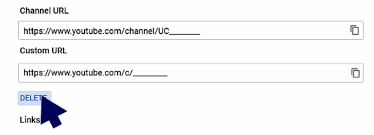 Channel URL
https://www.youtube.com/channel/UC_______
Custom URL
https://www.youtube.com/c/________
DELETE
Links